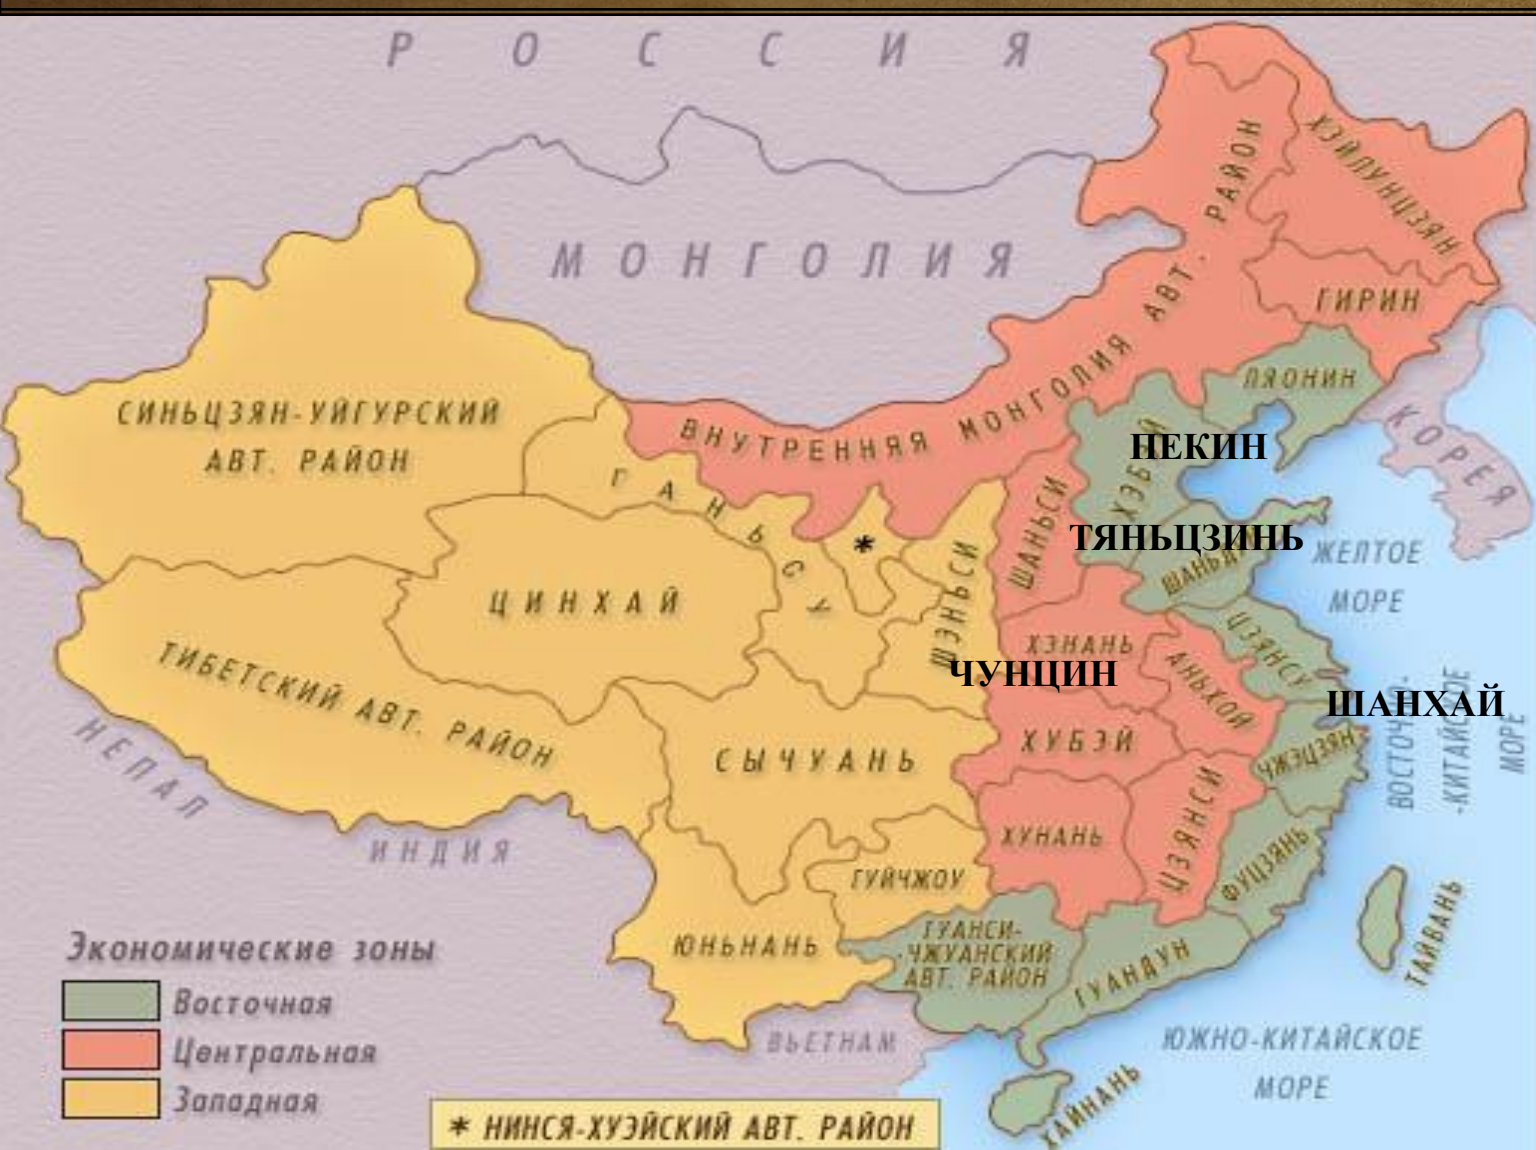 РОССИЯ
МОНГОЛИЯ
ХЭЙЛУНЦЗЯН
ВНУТРЕННЯЯ МОНГОЛИЯ АВТ. РАЙОН
ГИРИН
ЛЯОНИН
КОРЕЯ
СИНЬЦЗЯН-УЙГУРСКИЙ
АВТ. РАЙОН
ГАНЬСУ
ХЭБЭЙ
ПЕКИН
ШАНЬСИ
ТЯНЬЦЗИНЬ
ШАНЬДУН
ЖЕЛТОЕ
МОРЕ
*
ШЭНЬСИ
ЦИНХАЙ
ТИБЕТСКИЙ АВТ. РАЙОН
ХЭНАНЬ
ЧУНЦИН
ЦЗЯНСУ
АНЬХОЙ
ШАНХАЙ
ВОСТОЧНО-
-КИТАЙСКОЕ
МОРЕ
НЕПАЛ
СЫЧУАНЬ
ХУБЭЙ
ЧЖЭЦЗЯН
ИНДИЯ
ХУНАНЬ
ЦЗЯНСИ
ФУЦЗЯНЬ
ГУЙЧЖОУ
ТАЙВАНЬ
ЮНЬНАНЬ
ГУАНСИ-
-ЧЖУАНСКИЙ
АВТ. РАЙОН
ГУАНДУН
ВЬЕТНАМ
ЮЖНО-КИТАЙСКОЕ
МОРЕ
ХАЙНАНЬ
Экономические зоны
Восточная
Центральная
Западная
* НИНСЯ-ХУЭЙСКИЙ АВТ. РАЙОН